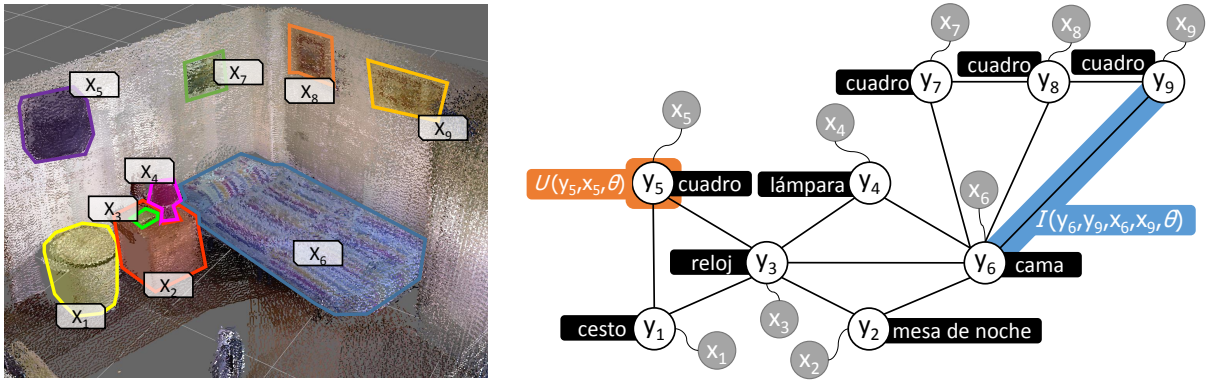 X₅
X₇
X₈
X₉
X₄
X₃
X₆
X₂
X₁
x₇
x₈
x₉
cuadro
cuadro
cuadro
y₇
y₈
y₉
x₅
x₄
U(y₅,x₅,θ)
y₅
cuadro
lámpara
y₄
x₆
I(y₆,y₉,x₆,x₉,θ)
reloj
y₃
y₆
cama
x₃
cesto
y₁
x₁
y₂
mesa de noche
x₂